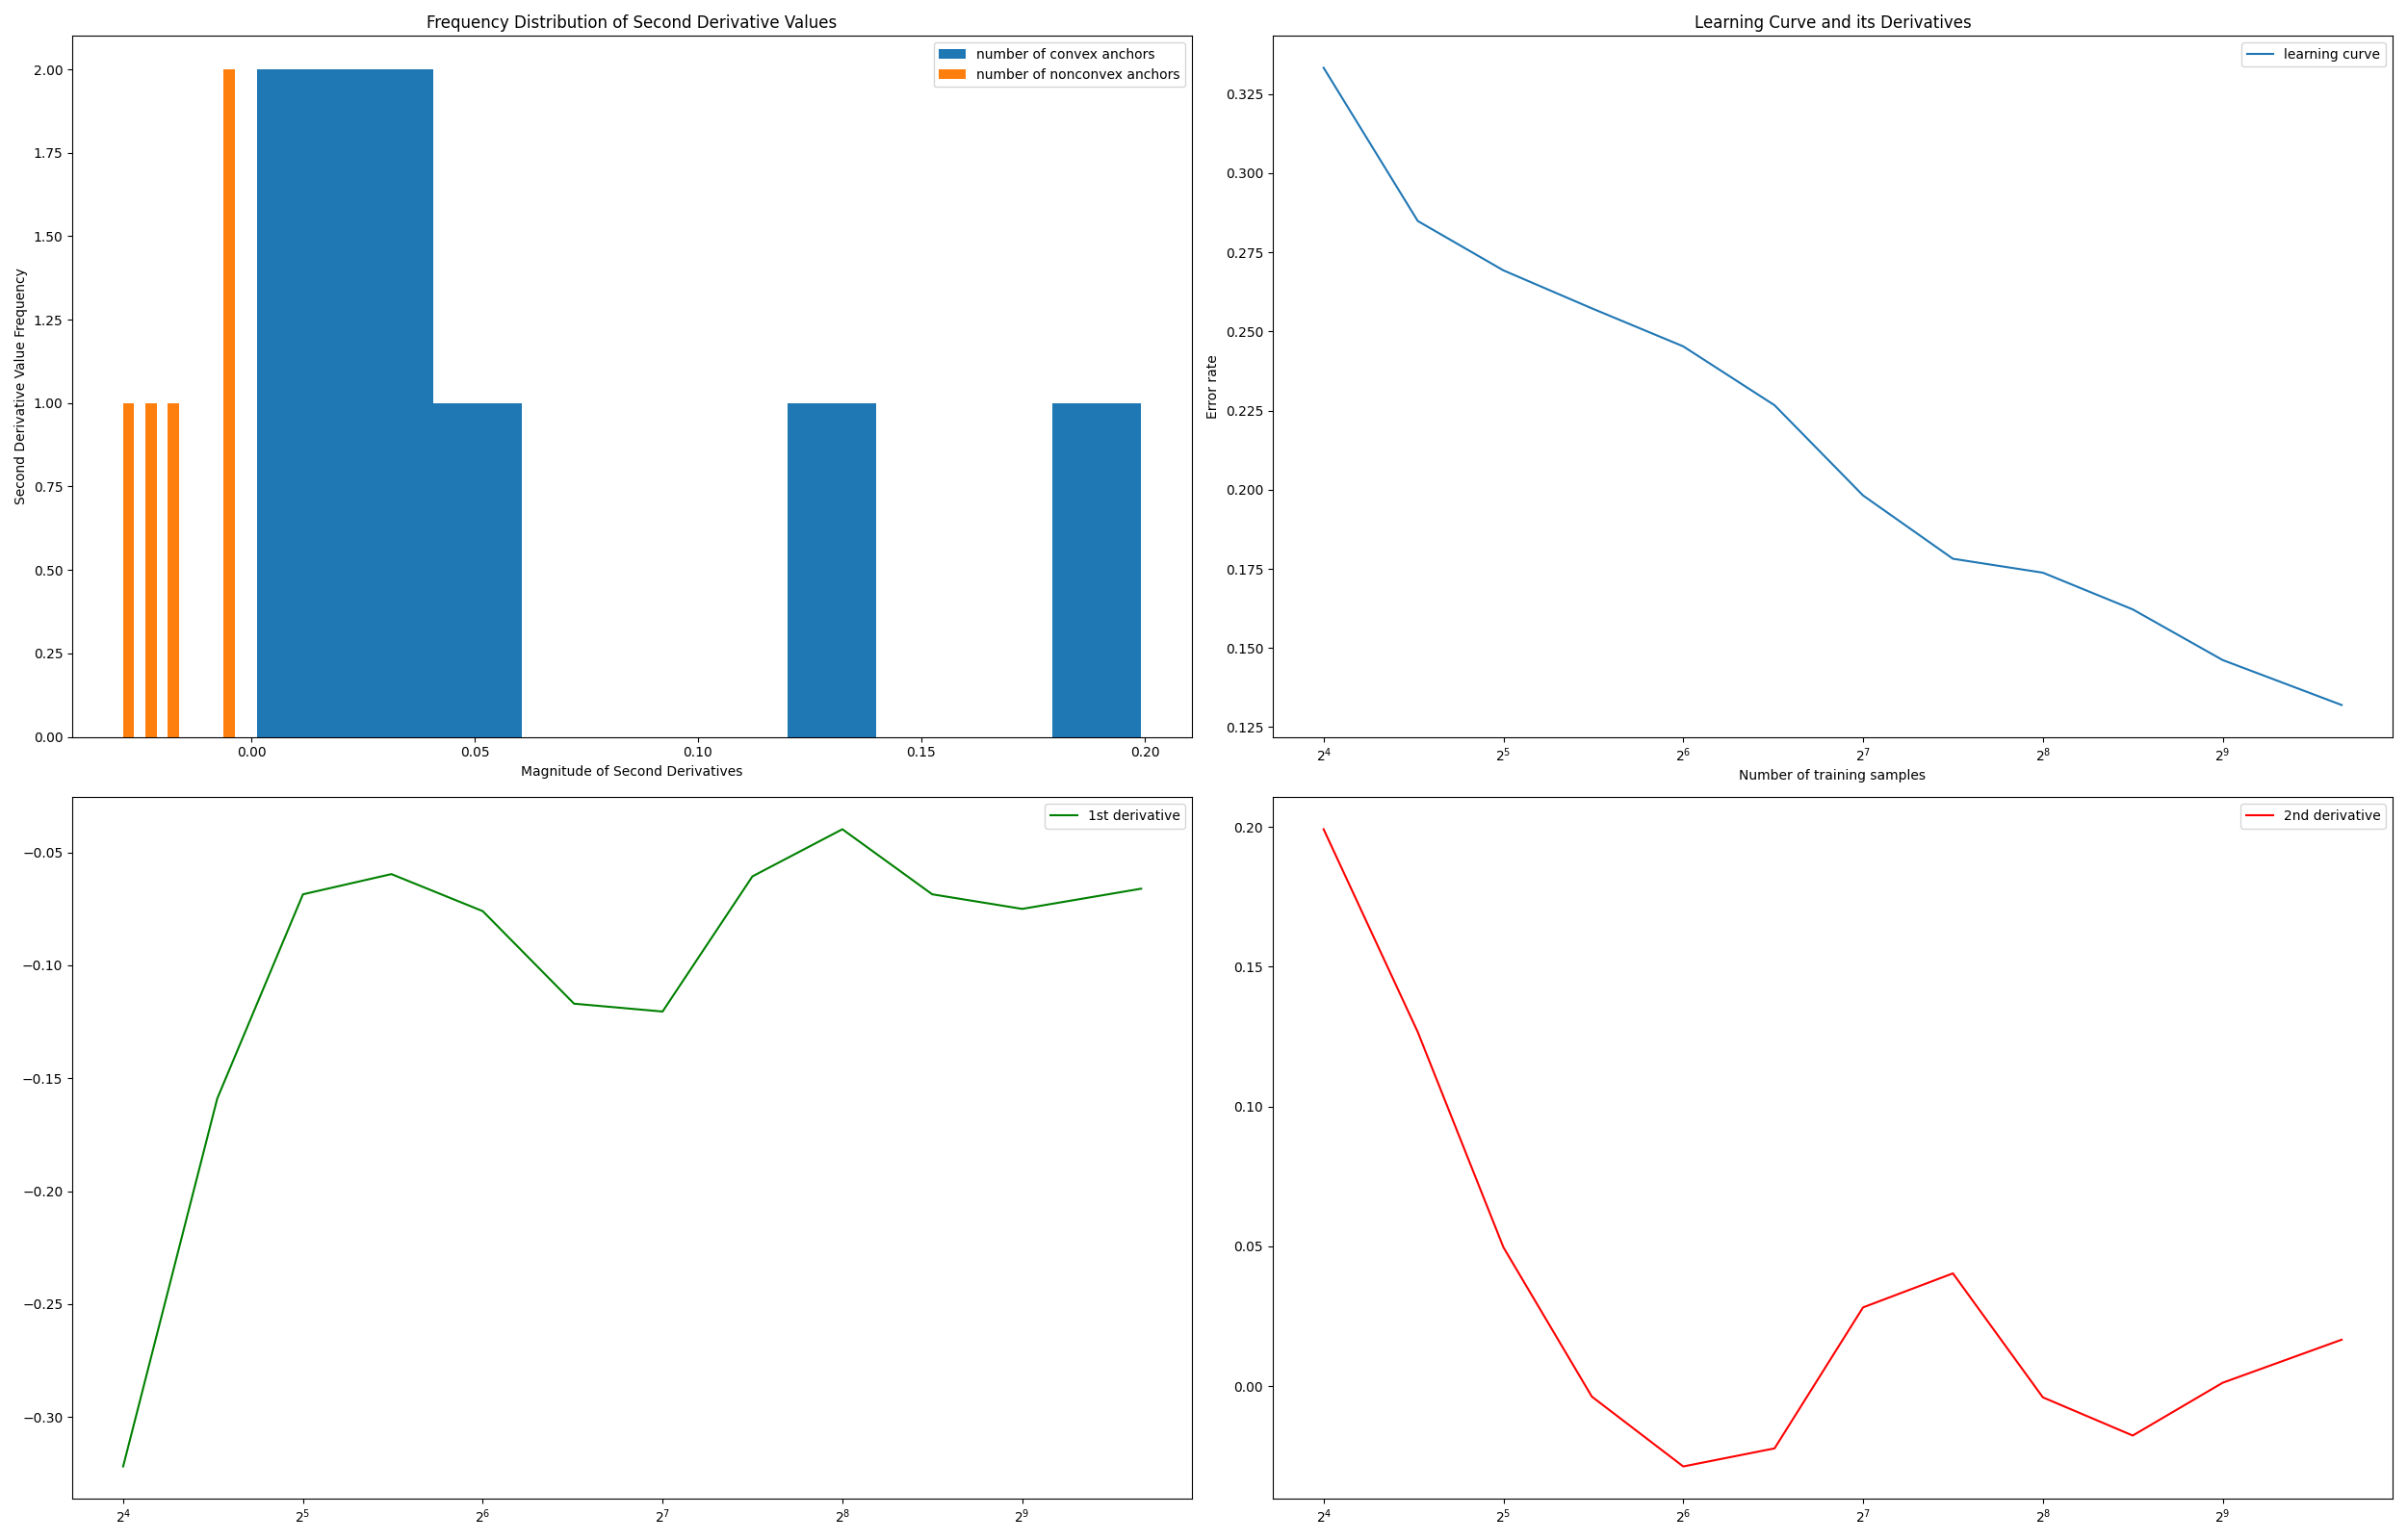 Frequency Distribution of Second Derivative Values
number of convex anchors
number of nonconvex anchors
Second Derivative Value Frequency
2.00
1.75
1.50
1.25
1.00
0.75
0.50
0.25
0.00
0.00 0.05 0.10 0.15 0.20
Magnitude of Second Derivatives
Learning Curve and its Derivatives
learning curve
Error rate
0.325
0.300
0.275
0.250
0.225
0.200
0.175
0.150
0.125
2⁴ 2⁵ 2⁶ 2⁷ 2⁸ 2⁹
Number of training samples
1st derivative
−0.05
−0.10
−0.15
−0.20
−0.25
−0.30
2⁴ 2⁵ 2⁶ 2⁷ 2⁸ 2⁹
2nd derivative
0.20
0.15
0.10
0.05
0.00
2⁴ 2⁵ 2⁶ 2⁷ 2⁸ 2⁹